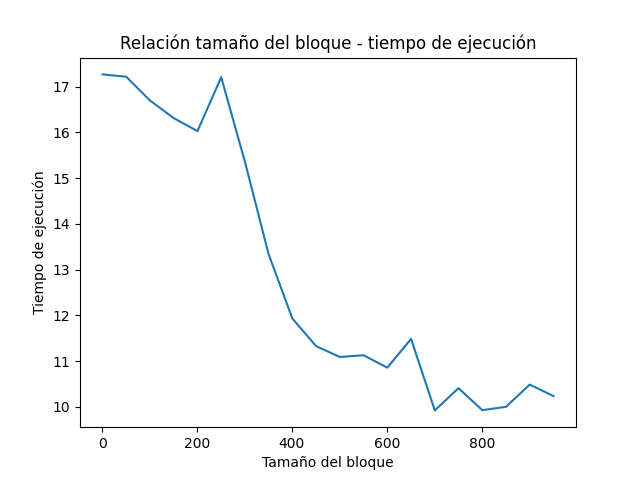 Relación tamaño del bloque - tiempo de ejecución
17
16
15
14
13
12
11
10
Tiempo de ejecución
0 200 400 600 800
Tamaño del bloque